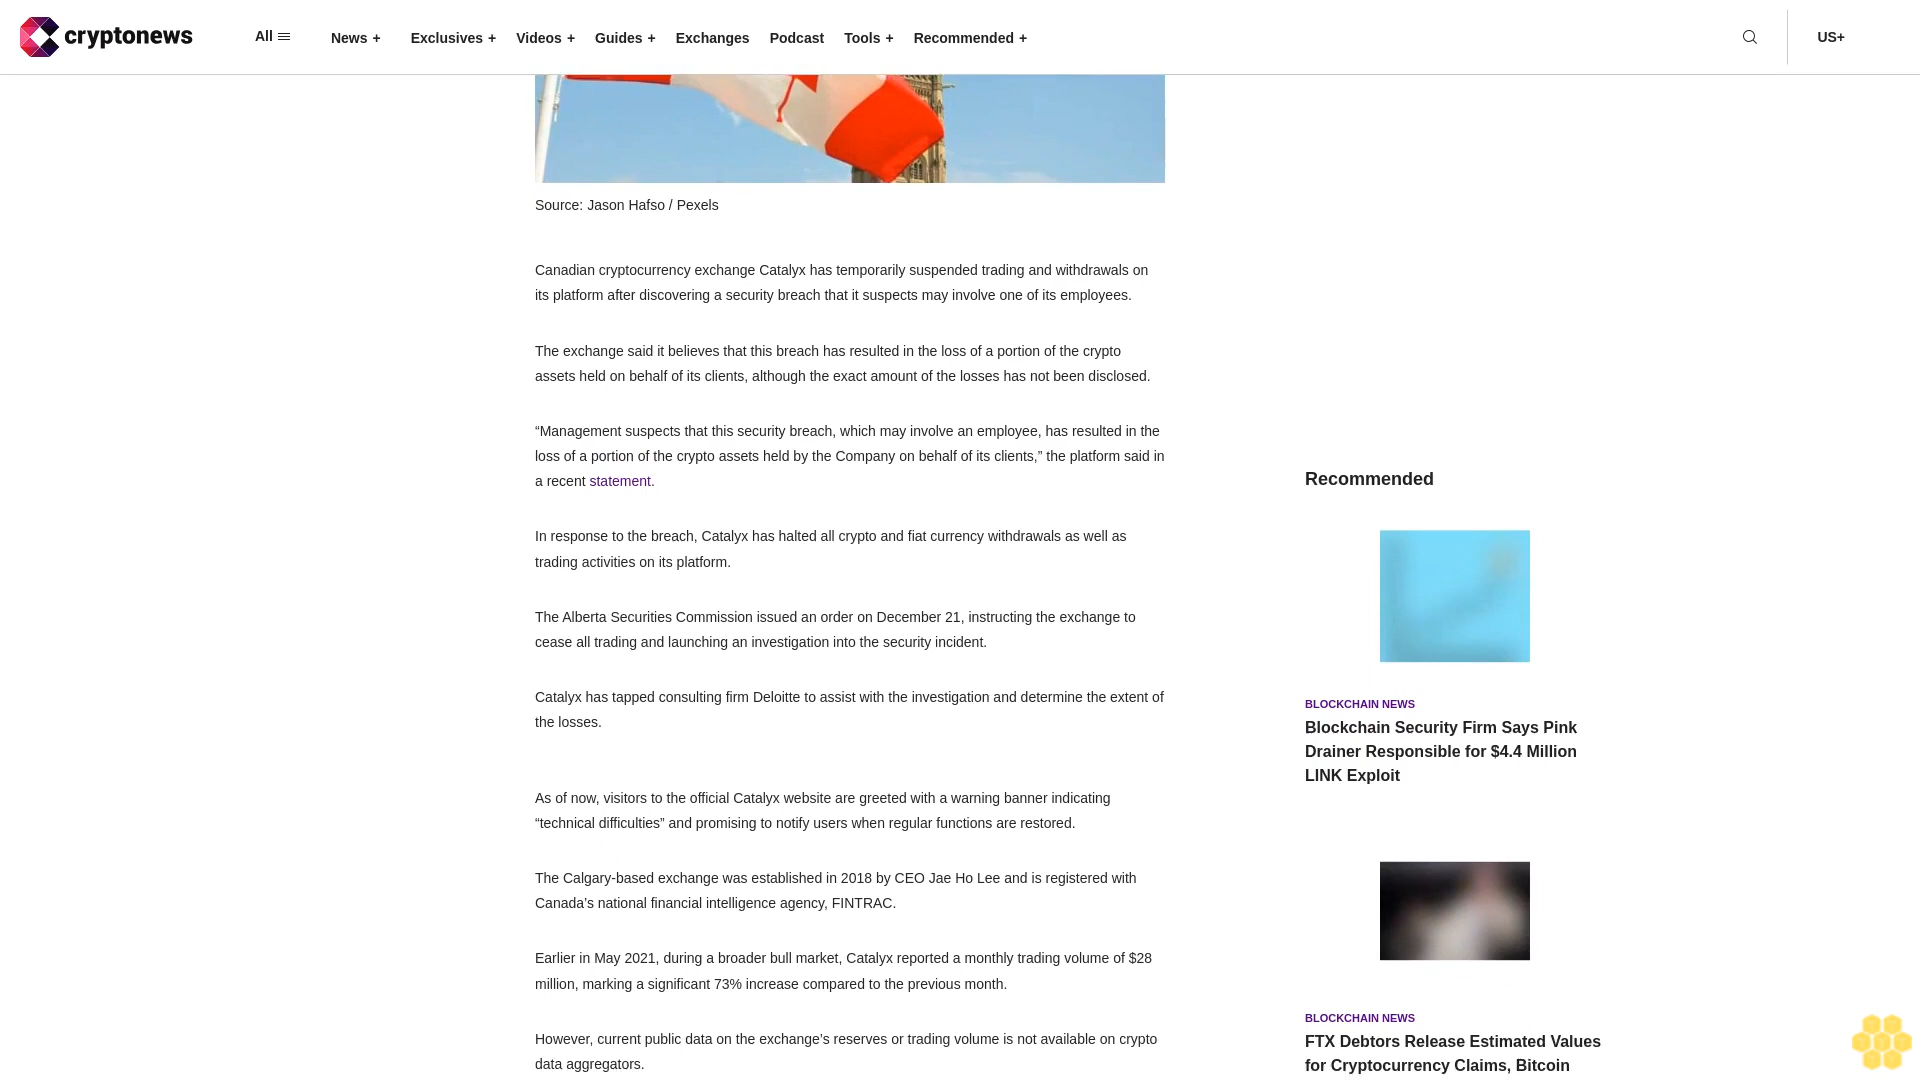 cryptonews
All
News +
Exclusives +
Videos +
Guides +
Exchanges
Podcast
Tools +
Recommended +
US+
Source: Jason Hafso / Pexels
Canadian cryptocurrency exchange Catalyx has temporarily suspended trading and withdrawals on
its platform after discovering a security breach that it suspects may involve one of its employees.
The exchange said it believes that this breach has resulted in the loss of a portion of the crypto
assets held on behalf of its clients, although the exact amount of the losses has not been disclosed.
“Management suspects that this security breach, which may involve an employee, has resulted in the
loss of a portion of the crypto assets held by the Company on behalf of its clients,” the platform said in
a recent statement.
In response to the breach, Catalyx has halted all crypto and fiat currency withdrawals as well as
trading activities on its platform.
The Alberta Securities Commission issued an order on December 21, instructing the exchange to
cease all trading and launching an investigation into the security incident.
Catalyx has tapped consulting firm Deloitte to assist with the investigation and determine the extent of
the losses.
As of now, visitors to the official Catalyx website are greeted with a warning banner indicating
“technical difficulties” and promising to notify users when regular functions are restored.
The Calgary-based exchange was established in 2018 by CEO Jae Ho Lee and is registered with
Canada’s national financial intelligence agency, FINTRAC.
Earlier in May 2021, during a broader bull market, Catalyx reported a monthly trading volume of $28
million, marking a significant 73% increase compared to the previous month.
However, current public data on the exchange’s reserves or trading volume is not available on crypto
data aggregators.
Recommended
BLOCKCHAIN NEWS
Blockchain Security Firm Says Pink
Drainer Responsible for $4.4 Million
LINK Exploit
BLOCKCHAIN NEWS
FTX Debtors Release Estimated Values
for Cryptocurrency Claims, Bitcoin